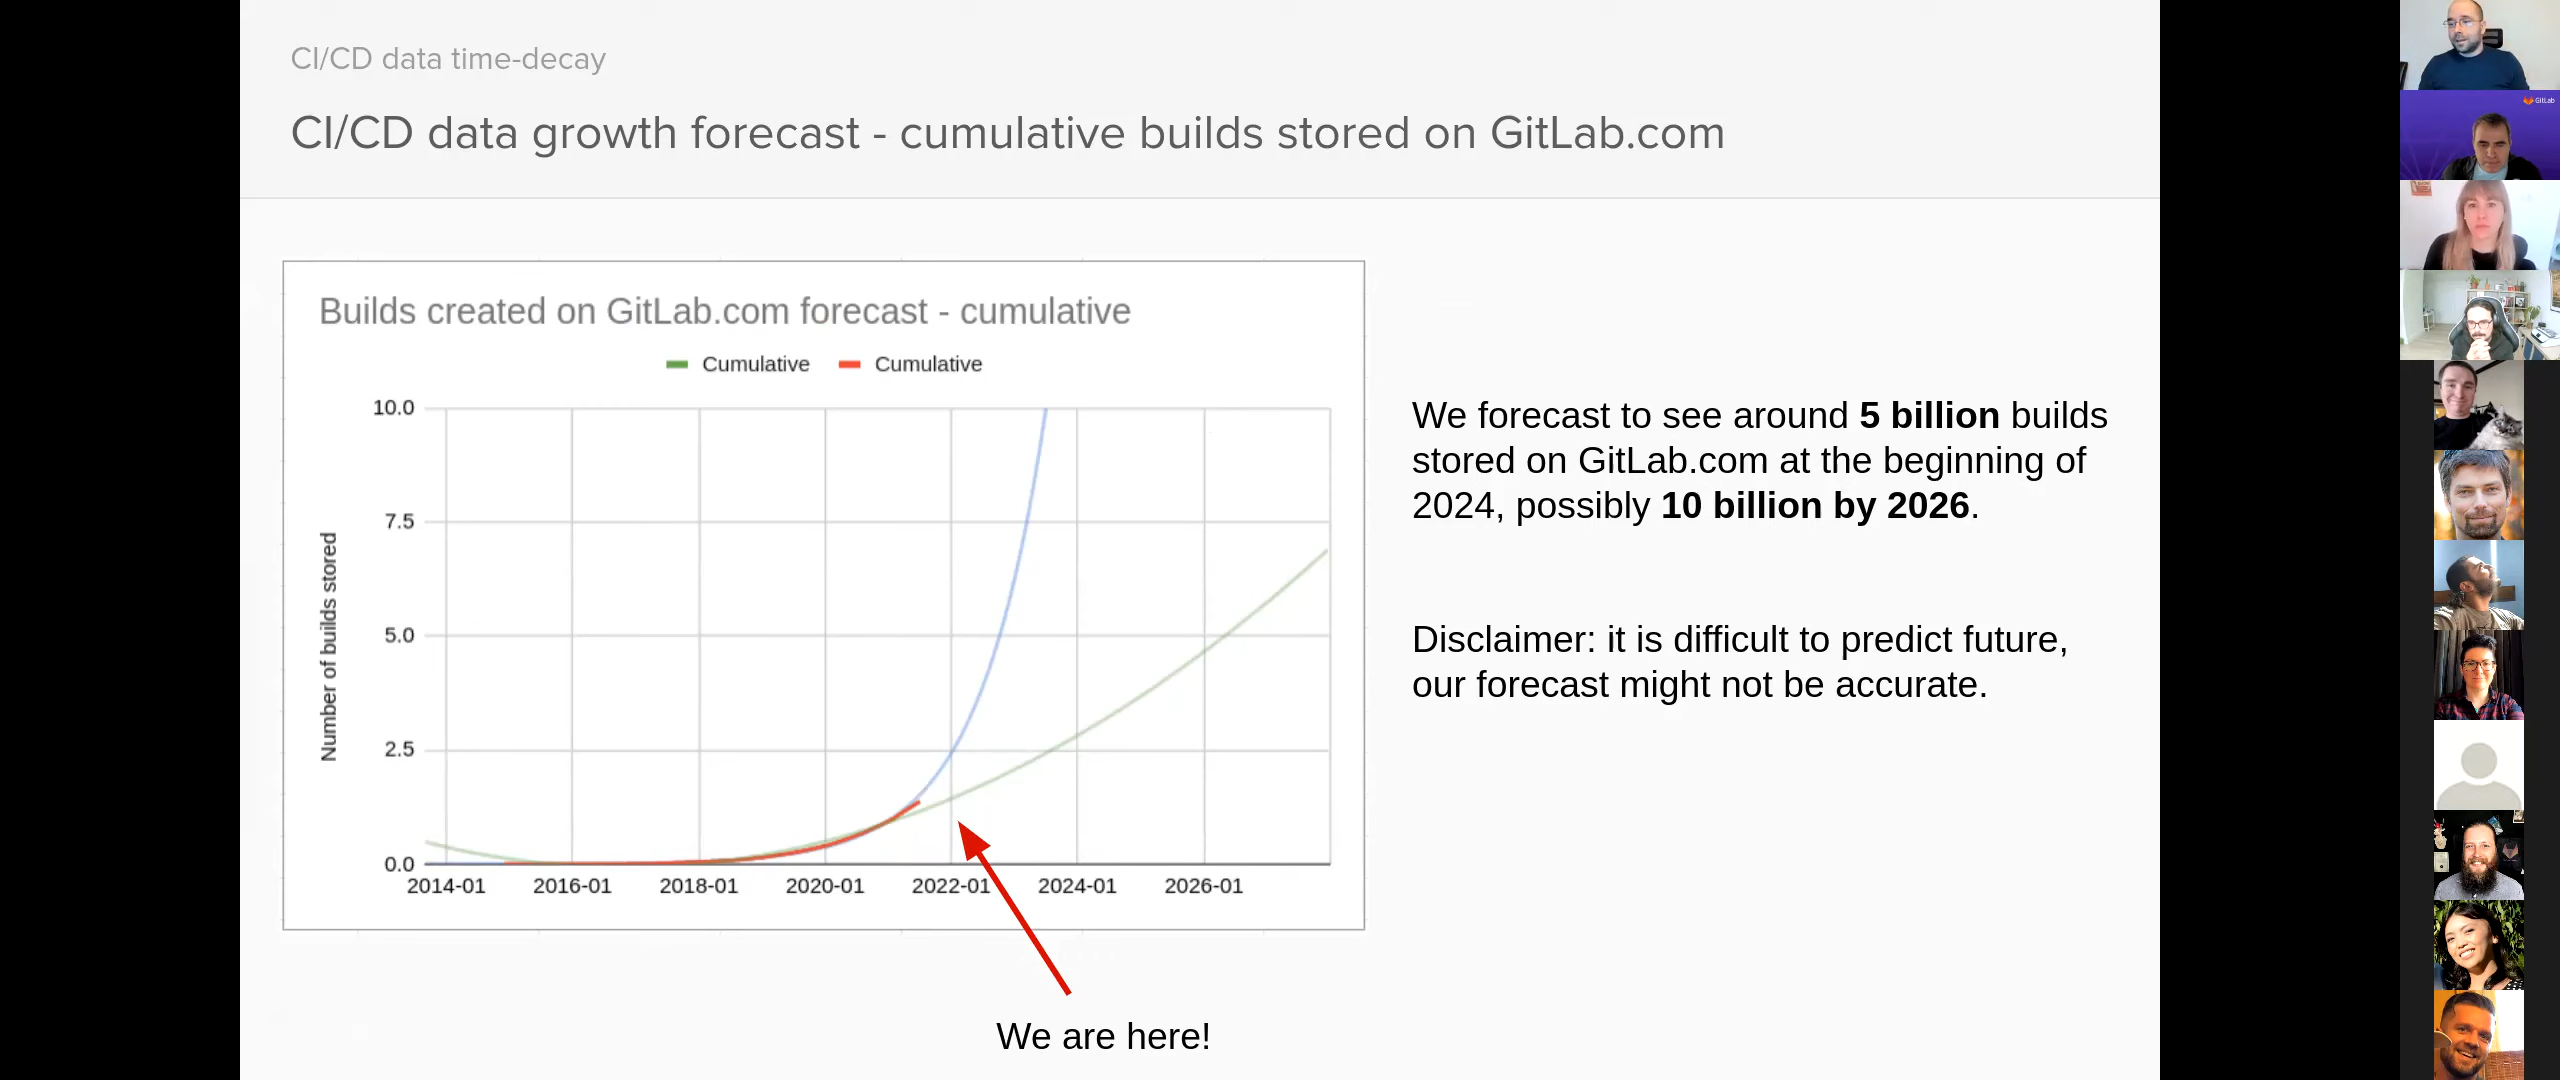 CI/CD data time-decay
CI/CD data growth forecast - cumulative builds stored on GitLab.com
Builds created on GitLab.com forecast - cumulative
Cumulative Cumulative
10.0
7.5
5.0
2.5
0.0
Number of builds stored
2014-01 2016-01 2018-01 2020-01 2022-01 2024-01 2026-01
We are here!
We forecast to see around 5 billion builds
stored on GitLab.com at the beginning of
2024, possibly 10 billion by 2026.
Disclaimer: it is difficult to predict future,
our forecast might not be accurate.
GitLab